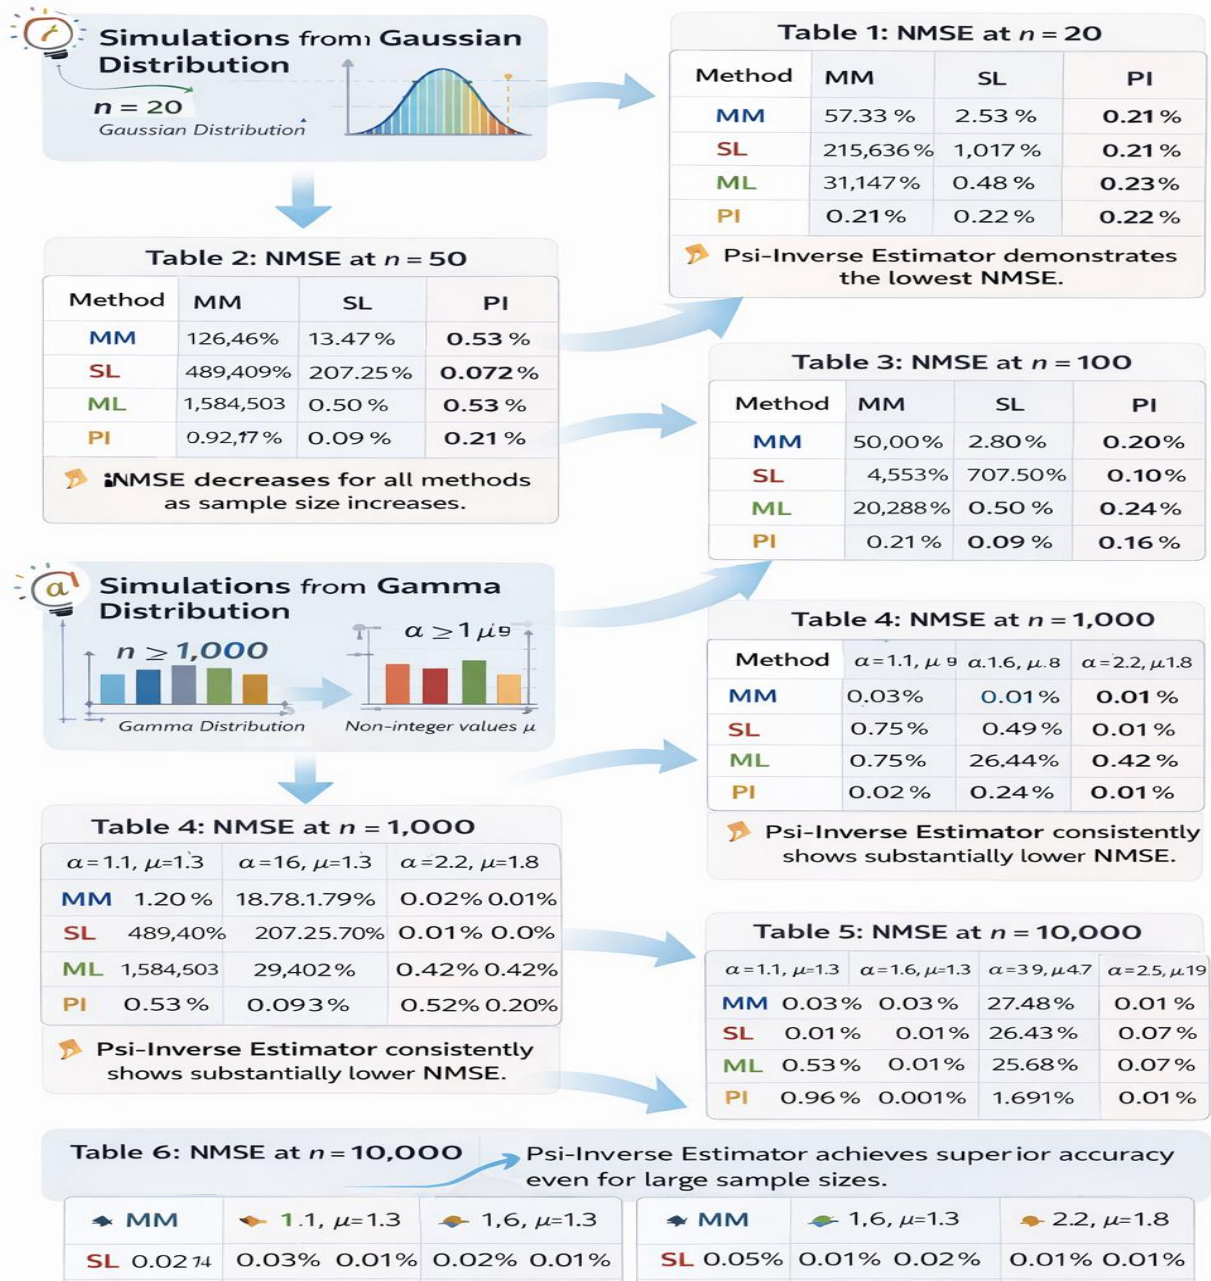 Simulations from Gaussian
Distribution
n = 20
Gaussian Distribution
Table 1: NMSE at n = 20
Method MM SL PI
MM 57.33 % 2.53 % 0.21 %
SL 215,636 % 1,017 % 0.21 %
ML 31,147 % 0.48 % 0.23 %
PI 0.21% 0.22 % 0.22 %
Psi-Inverse Estimator demonstrates
the lowest NMSE.
Table 2: NMSE at n = 50
Method MM SL PI
MM 126,46% 13.47 % 0.53 %
SL 489,409% 207.25 % 0.072 %
ML 1,584,503 0.50 % 0.53 %
PI 0.92,17 % 0.09 % 0.21 %
NMSE decreases for all methods
as sample size increases.
Table 3: NMSE at n = 100
Method MM SL PI
MM 50,00% 2.80% 0.20%
SL 4,553% 707.50% 0.10%
ML 20,288% 0.50 % 0.24%
PI 0.21 % 0.09 % 0.16 %
Simulations from Gamma
Distribution
n ≥ 1,000
α ≥ 1 μ
Gamma Distribution
Non-integer values μ
Table 4: NMSE at n = 1,000
Method α=1.1, μ 9 α.1.6, μ.8 α=2.2, μ1.8
MM 0.03% 0.01% 0.01 %
SL 0.75% 0.49 % 0.01 %
ML 0.75% 26.44% 0.42 %
PI 0.02 % 0.24 % 0.01 %
Psi-Inverse Estimator consistently
shows substantially lower NMSE.
Table 4: NMSE at n = 1,000
α=1.1, μ=1.3 α=16, μ=1.3 α=2.2, μ=1.8
MM 1.20 % 18.78.1.79% 0.02% 0.01%
SL 489,40% 207.25.70% 0.01% 0.0%
ML 1,584,503 29,402% 0.42% 0.42%
PI 0.53 % 0.093% 0.52% 0.20%
Psi-Inverse Estimator consistently
shows substantially lower NMSE.
Table 5: NMSE at n = 10,000
α=1.1, μ=1.3 α=1.6, μ=1.3 α=3 9, μ4.7 α=2.5, μ19
MM 0.03% 0.03% 27.48% 0.01 %
SL 0.01% 0.01% 26.43% 0.07 %
ML 0.53% 0.01% 25.68% 0.07 %
PI 0.96 % 0.001% 1.691% 0.01 %
Table 6: NMSE at n = 10,000
Psi-Inverse Estimator achieves superior accuracy
even for large sample sizes.
MM 1.1, μ=1.3 1,6, μ=1.3 MM 1,6, μ=1.3 2.2, μ=1.8
SL 0.0274 0.03% 0.01% 0.02% 0.01% SL 0.05% 0.01% 0.02% 0.01% 0.01%